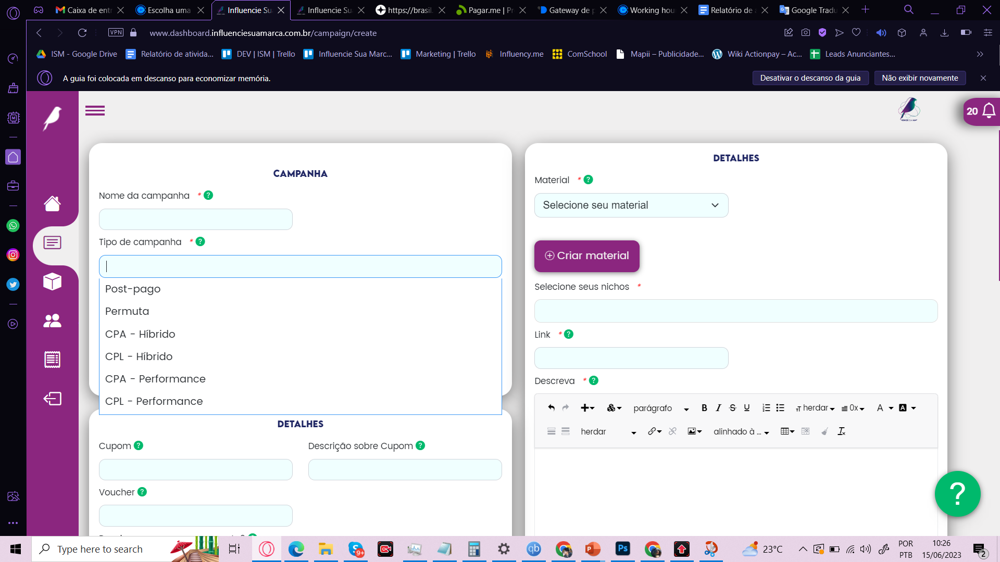 Caixa de entr
Escolha uma
Influencie Sua
Influencie Sua
https://brasil.
Pagar.me | Pr
Gateway de p
Working hou
Relatório de a
Google Tradu
VPN
www.dashboard.influenciesuamarca.com.br/campaign/create
ISM - Google Drive
Relatório de ativida...
DEV | ISM | Trello
Influencie Sua Marc...
Marketing | Trello
Influency.me
ComSchool
Mapii – Publicidade...
Wiki Actionpay – Ac...
Leads Anunciantes...
A guia foi colocada em descanso para economizar memória.
Desativar o descanso da guia
Não exibir novamente
20
CAMPANHA
Nome da campanha * ?
Tipo de campanha * ?
Post-pago
Permuta
CPA - Híbrido
CPL - Híbrido
CPA - Performance
CPL - Performance
DETALHES
Cupom ?
Descrição sobre Cupom ?
Voucher ?
DETALHES
Material * ?
Selecione seu material
Criar material
Selecione seus nichos *
Link * ?
Descreva * ?
parágrafo
B I S U
herdar
0x
A
A
herdar
alinhado à ...
?
Type here to search
9+
qb
P
Ps
23°C
POR
PTB
10:26
15/06/2023
2